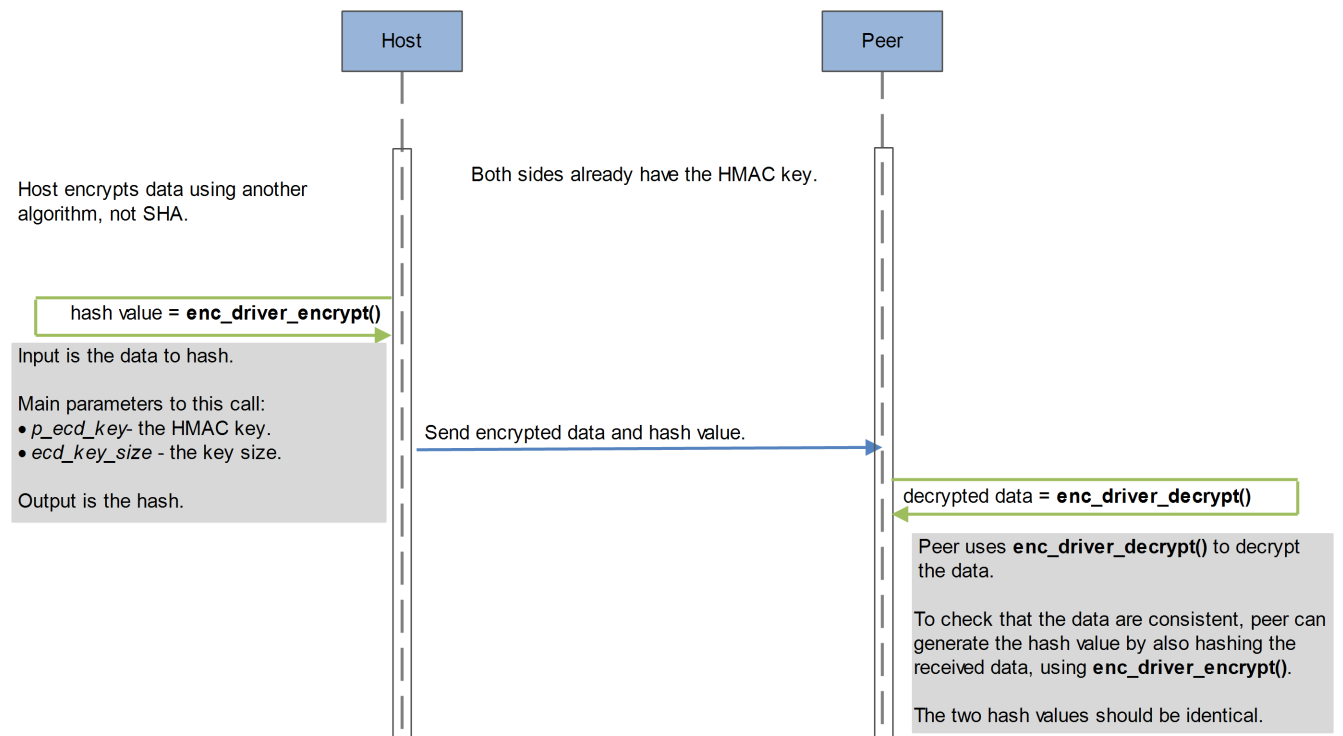 Host
Peer
Both sides already have the HMAC key.
Host encrypts data using another
algorithm, not SHA.
hash value = enc_driver_encrypt()
Input is the data to hash.
Main parameters to this call:
• p_ecd_key- the HMAC key.
• ecd_key_size - the key size.
Output is the hash.
Send encrypted data and hash value.
decrypted data = enc_driver_decrypt()
Peer uses enc_driver_decrypt() to decrypt
the data.
To check that the data are consistent, peer can
generate the hash value by also hashing the
received data, using enc_driver_encrypt().
The two hash values should be identical.